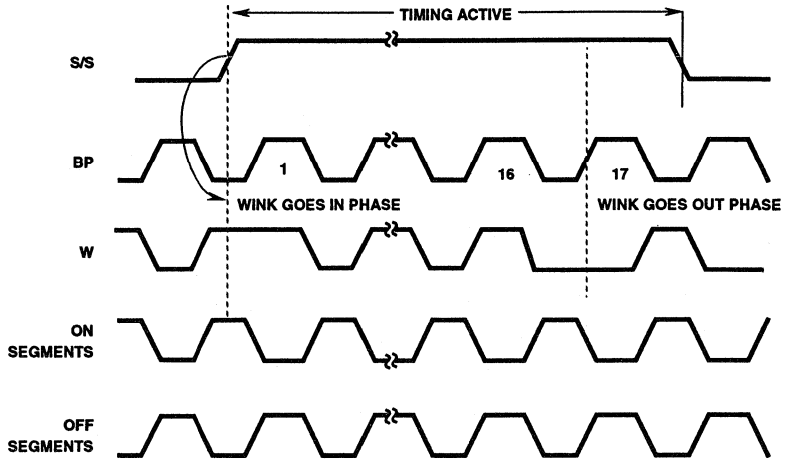 TIMING ACTIVE
S/S
BP
1
16
17
WINK GOES IN PHASE
WINK GOES OUT PHASE
W
ON
SEGMENTS
OFF
SEGMENTS